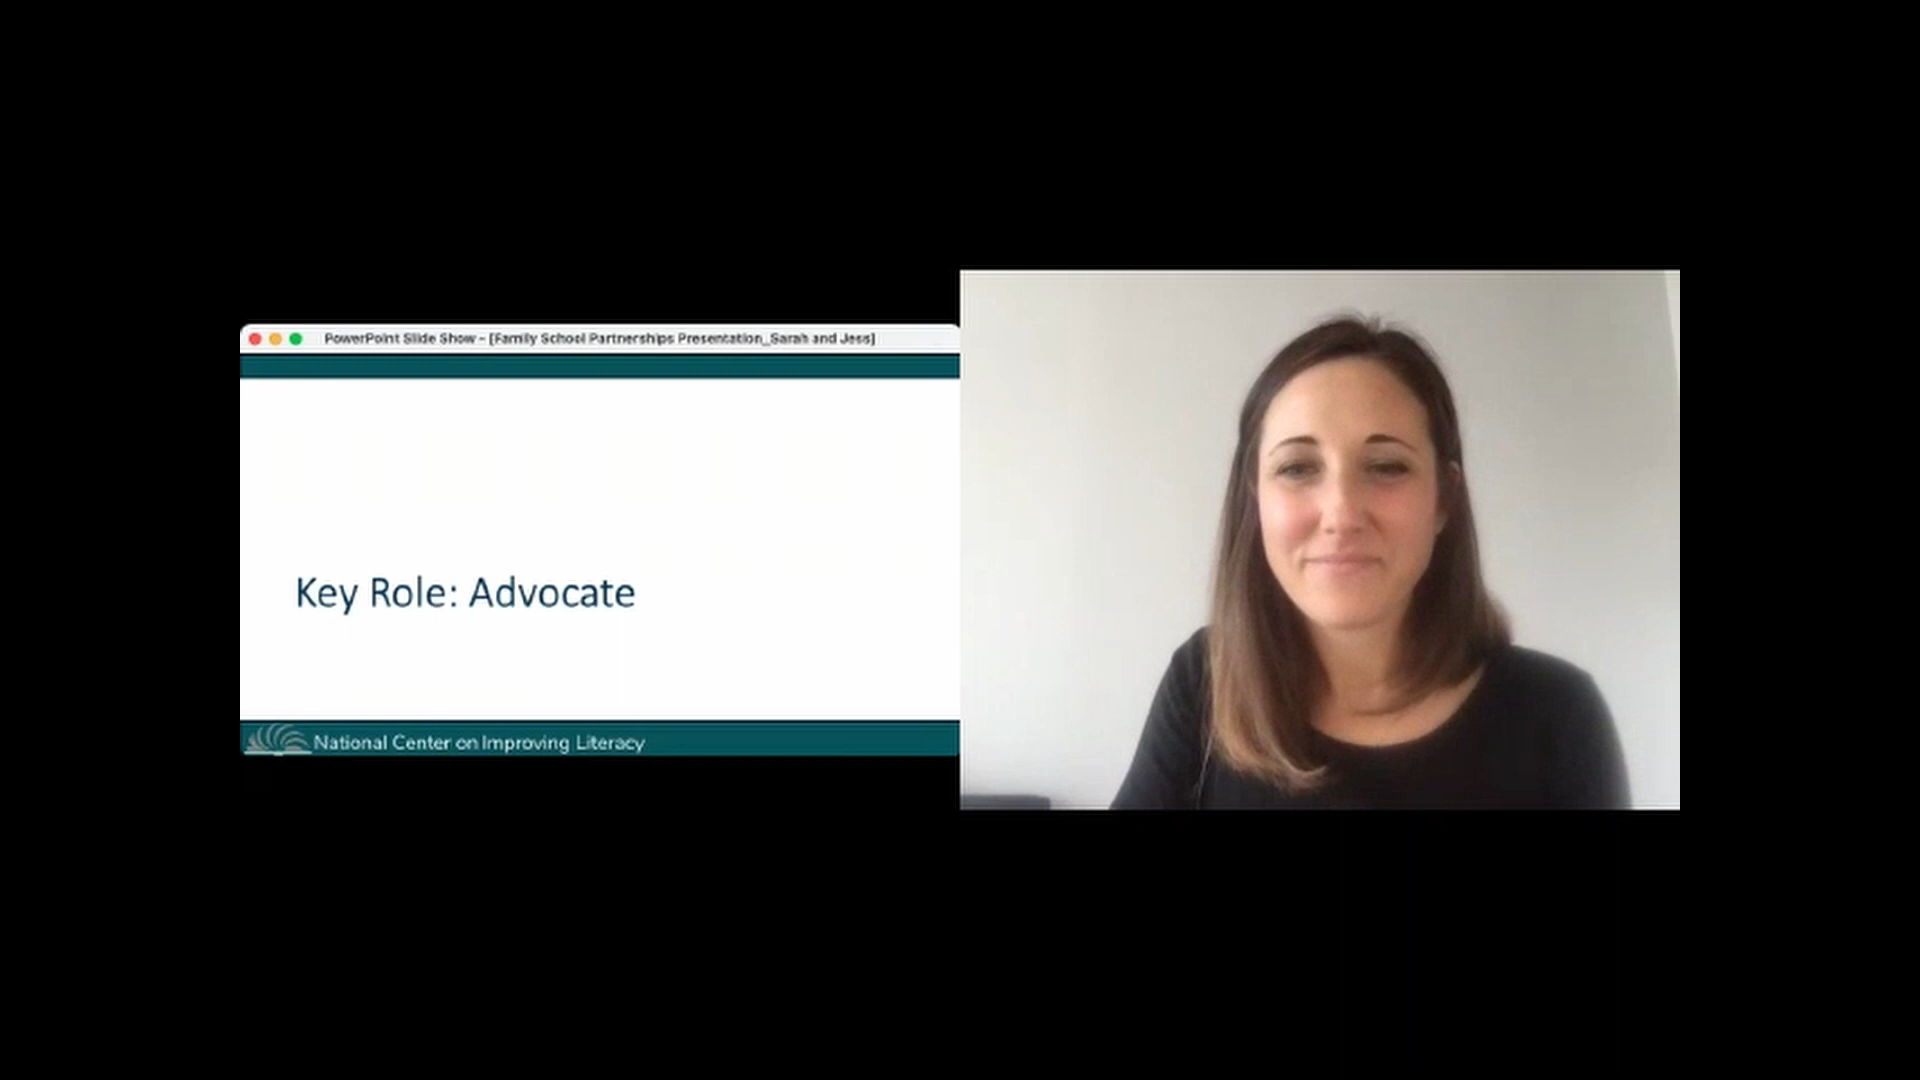 PowerPoint Slide Show - [Family School Partnerships Presentation_Sarah and Jess]
Key Role: Advocate
National Center on Improving Literacy